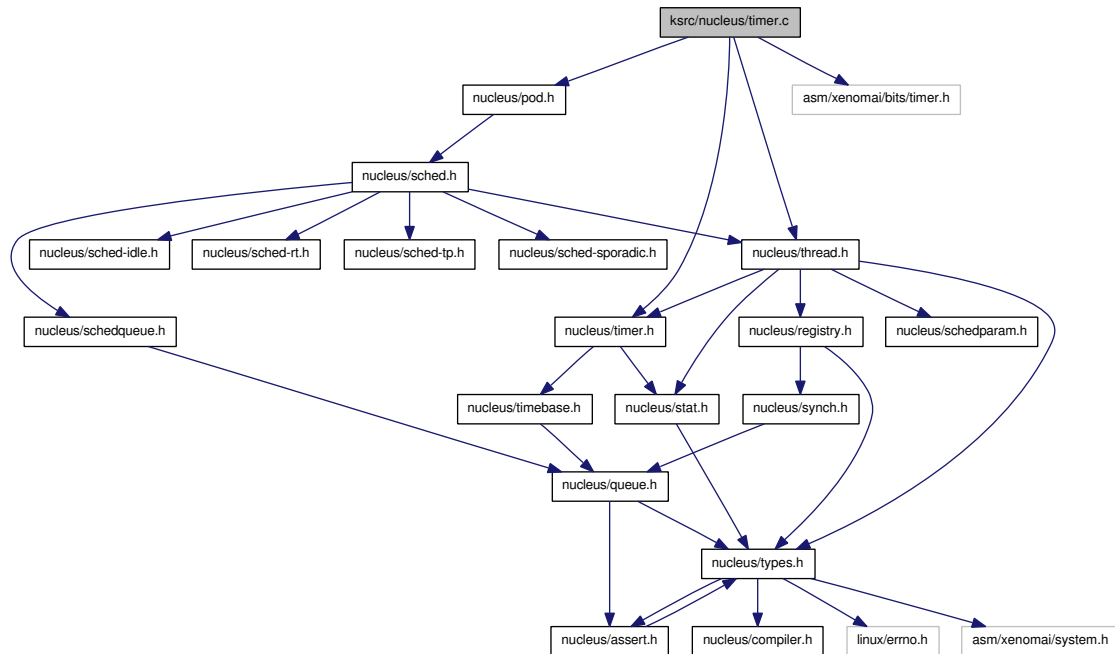 ksrc/nucleus/timer.c
nucleus/pod.h
asm/xenomai/bits/timer.h
nucleus/sched.h
nucleus/sched-idle.h
nucleus/sched-rt.h
nucleus/sched-tp.h
nucleus/sched-sporadic.h
nucleus/thread.h
nucleus/schedqueue.h
nucleus/timer.h
nucleus/registry.h
nucleus/schedparam.h
nucleus/timebase.h
nucleus/stat.h
nucleus/synch.h
nucleus/queue.h
nucleus/types.h
nucleus/assert.h
nucleus/compiler.h
linux/errno.h
asm/xenomai/system.h